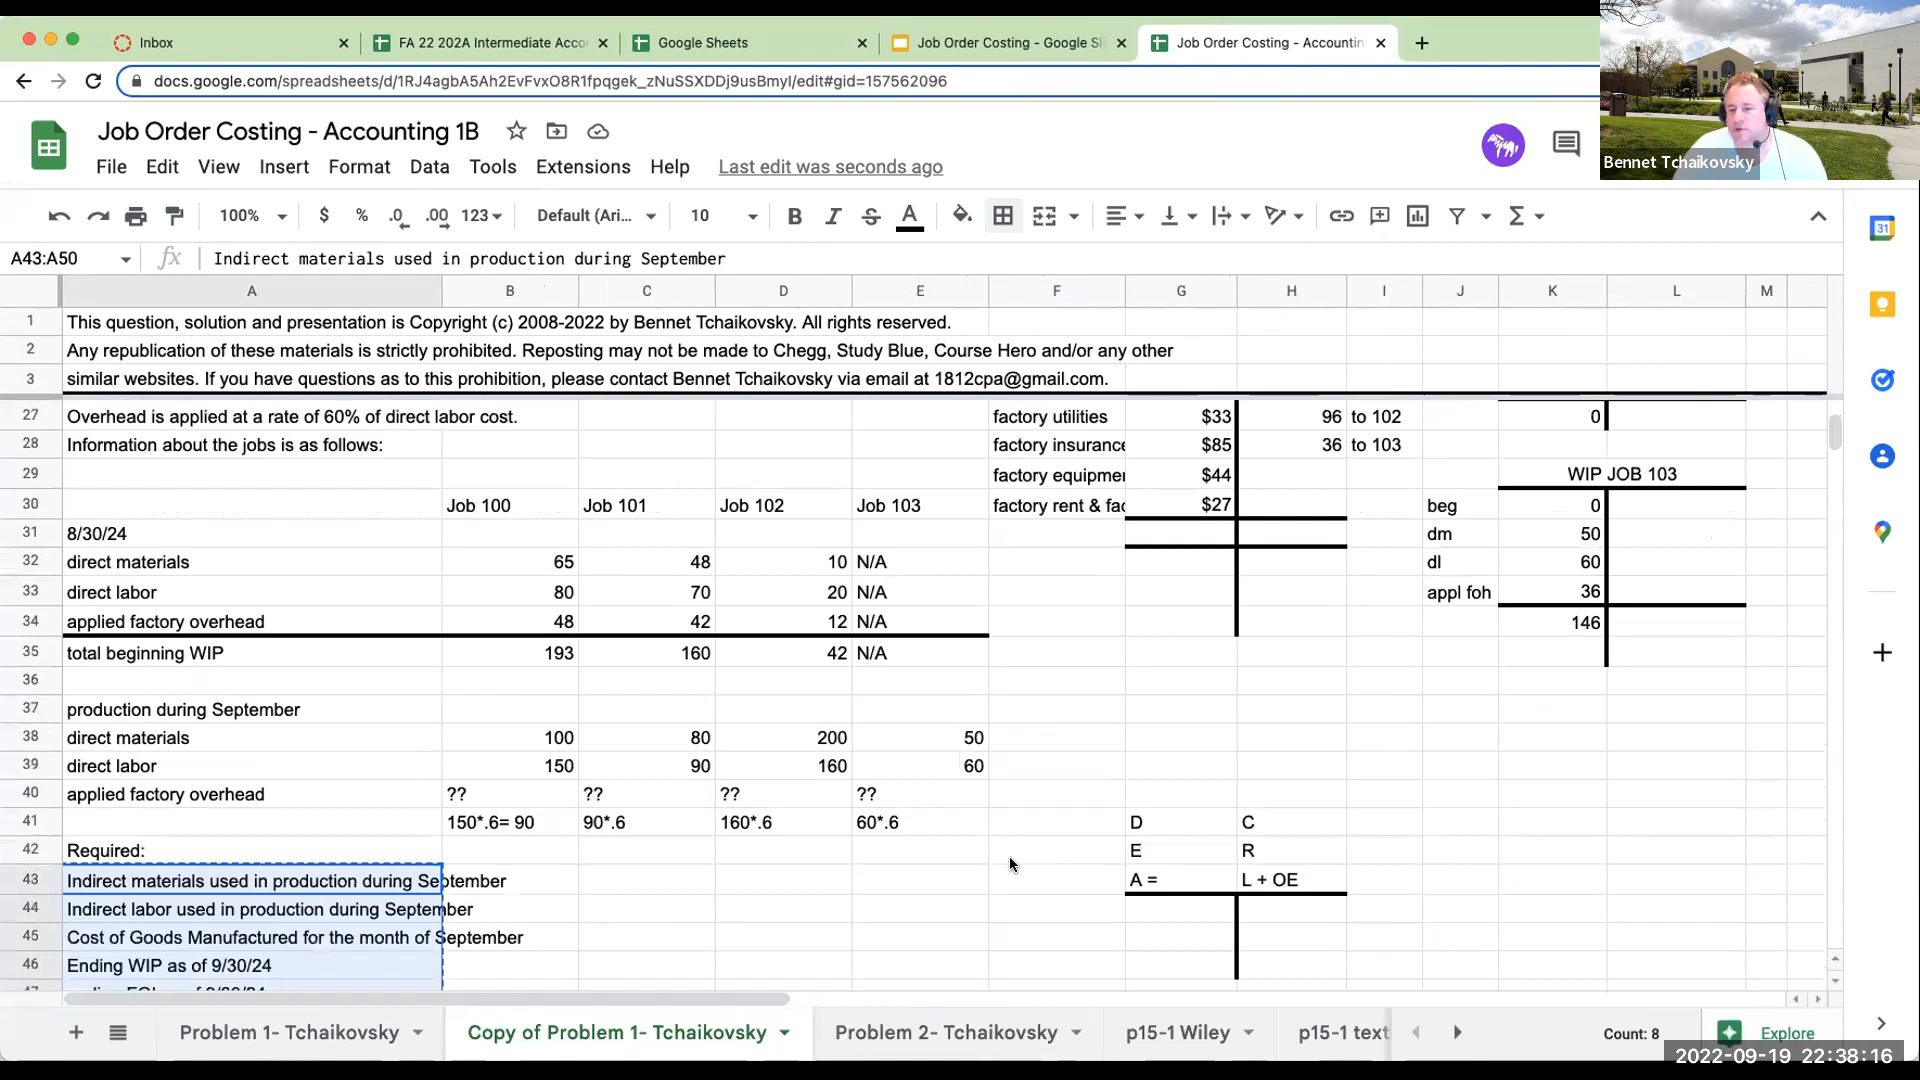 Inbox
FA 22 202A Intermediate Acco
Google Sheets
Job Order Costing - Google Sl
Job Order Costing - Accountin
docs.google.com/spreadsheets/d/1RJ4agbA5Ah2EvFvxO8R1fpqgek_zNuSSXDDj9usBmyI/edit#gid=157562096
Job Order Costing - Accounting 1B
File Edit View Insert Format Data Tools Extensions Help Last edit was seconds ago
Bennet Tchaikovsky
100% $ % .0 .00 123 Default (Ari... 10 B I S A
31
A43:A50 fx Indirect materials used in production during September
A B C D E F G H I J K L M
1 This question, solution and presentation is Copyright (c) 2008-2022 by Bennet Tchaikovsky. All rights reserved.
2 Any republication of these materials is strictly prohibited. Reposting may not be made to Chegg, Study Blue, Course Hero and/or any other
3 similar websites. If you have questions as to this prohibition, please contact Bennet Tchaikovsky via email at 1812cpa@gmail.com.
27 Overhead is applied at a rate of 60% of direct labor cost. factory utilities $33 96 to 102 0
28 Information about the jobs is as follows: factory insurance $85 36 to 103
29 factory equipmer $44 WIP JOB 103
30 Job 100 Job 101 Job 102 Job 103 factory rent & fac $27 beg 0
31 8/30/24 dm 50
32 direct materials 65 48 10 N/A dl 60
33 direct labor 80 70 20 N/A appl foh 36
34 applied factory overhead 48 42 12 N/A 146
35 total beginning WIP 193 160 42 N/A
36
37 production during September
38 direct materials 100 80 200 50
39 direct labor 150 90 160 60
40 applied factory overhead ?? ?? ?? ??
41 150*.6= 90 90*.6 160*.6 60*.6 D C
42 Required: E R
43 Indirect materials used in production during September A = L + OE
44 Indirect labor used in production during September
45 Cost of Goods Manufactured for the month of September
46 Ending WIP as of 9/30/24
Problem 1- Tchaikovsky Copy of Problem 1- Tchaikovsky Problem 2- Tchaikovsky p15-1 Wiley p15-1 text Count: 8 Explore
2022-09-19 22:38:16